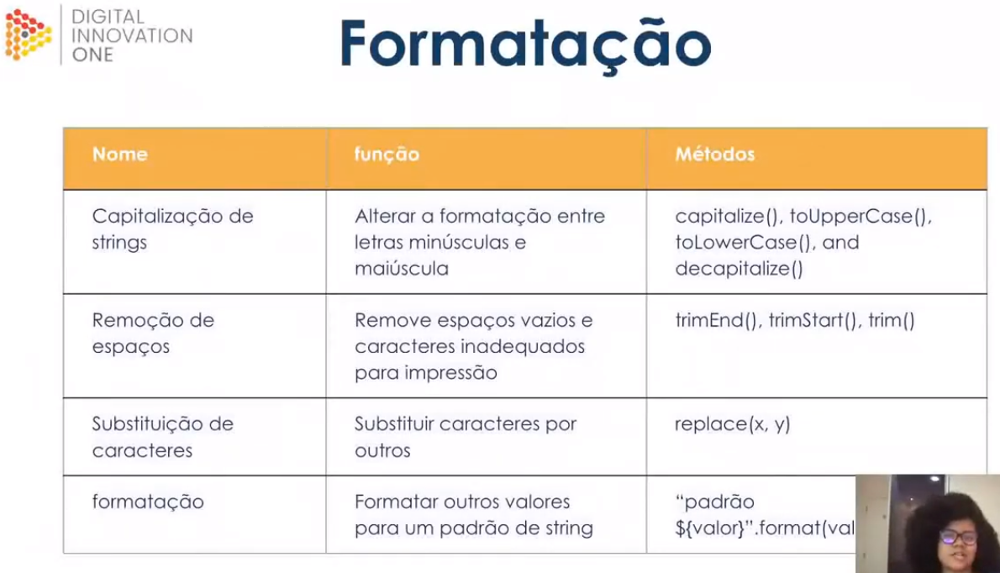 DIGITAL
INNOVATION
ONE
Formatação
Nome
função
Métodos
Capitalização de
strings
Alterar a formatação entre
letras minúsculas e
maiúscula
capitalize(), toUpperCase(),
toLowerCase(), and
decapitalize()
Remoção de
espaços
Remove espaços vazios e
caracteres inadequados
para impressão
trimEnd(), trimStart(), trim()
Substituição de
caracteres
Substituir caracteres por
outros
replace(x, y)
formatação
Formatar outros valores
para um padrão de string
“padrão
${valor}”.format(val